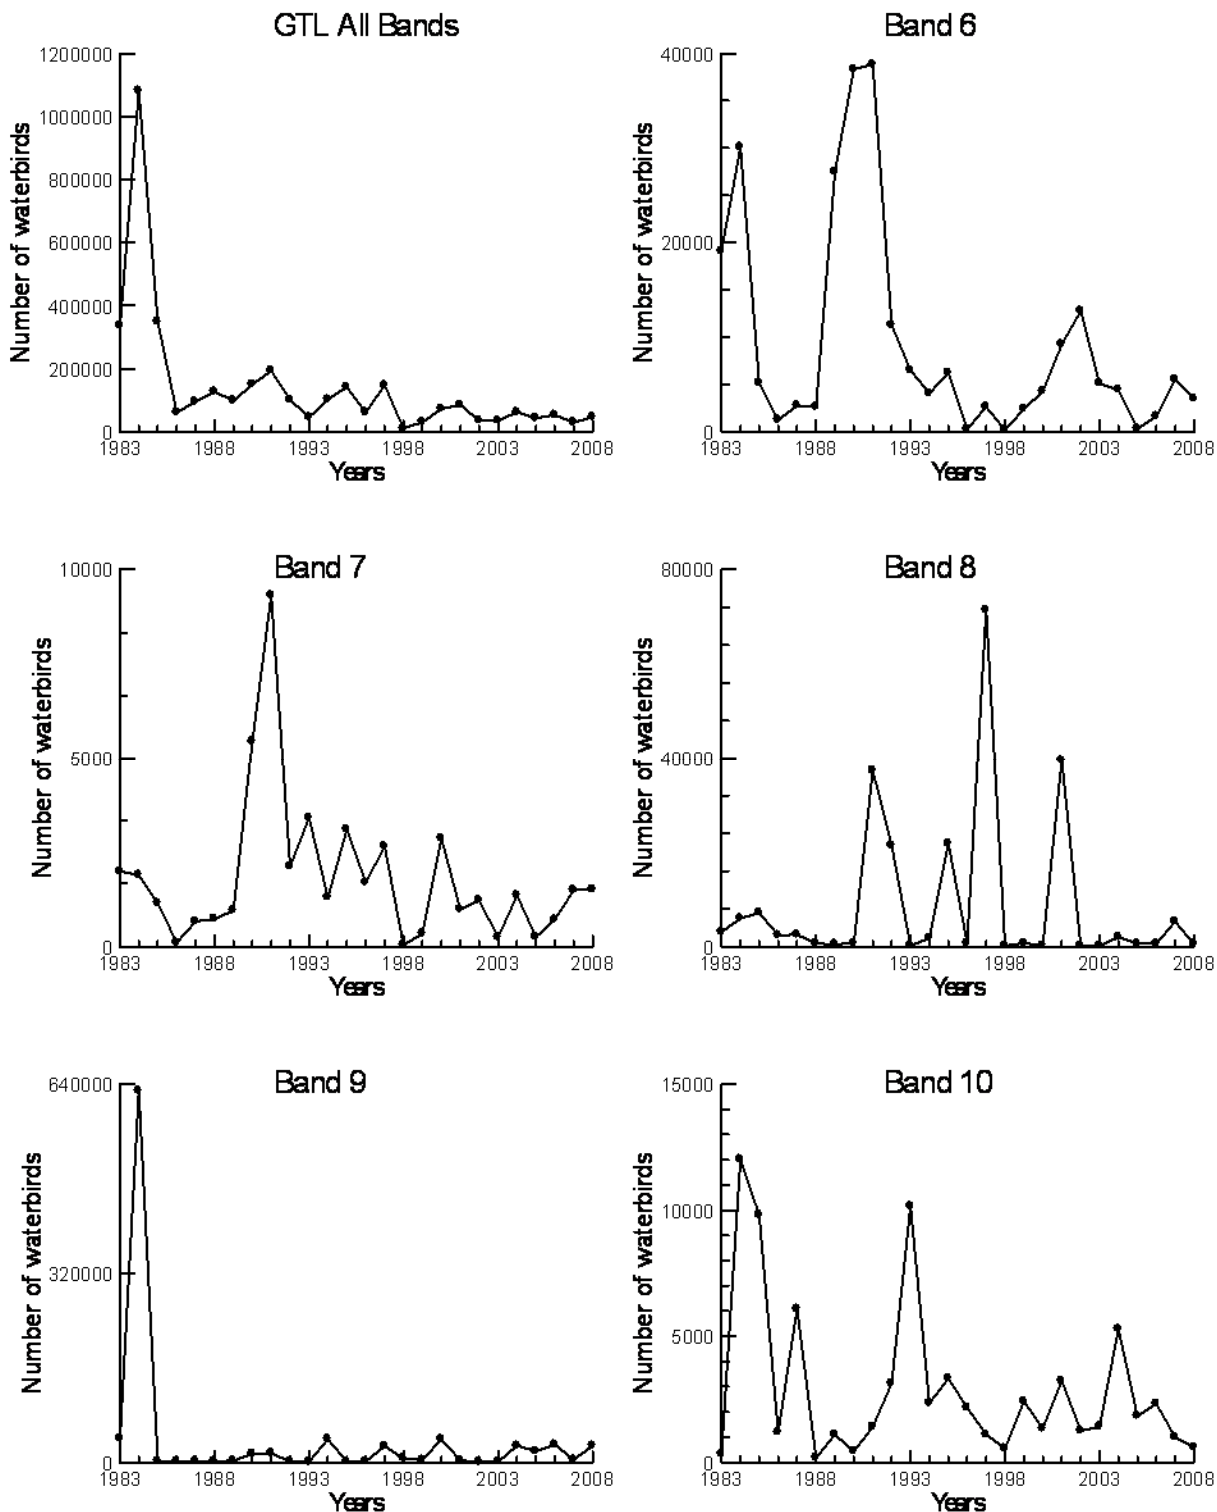 GTL All Bands
Number of waterbirds
1200000
1000000
800000
600000
400000
200000
0
1983 1988 1993 1998 2003 2008
Years
Band 6
Number of waterbirds
40000
20000
0
1983 1988 1993 1998 2003 2008
Years
Band 7
Number of waterbirds
10000
5000
0
1983 1988 1993 1998 2003 2008
Years
Band 8
Number of waterbirds
80000
40000
0
1983 1988 1993 1998 2003 2008
Years
Band 9
Number of waterbirds
640000
320000
0
1983 1988 1993 1998 2003 2008
Years
Band 10
Number of waterbirds
15000
10000
5000
0
1983 1988 1993 1998 2003 2008
Years